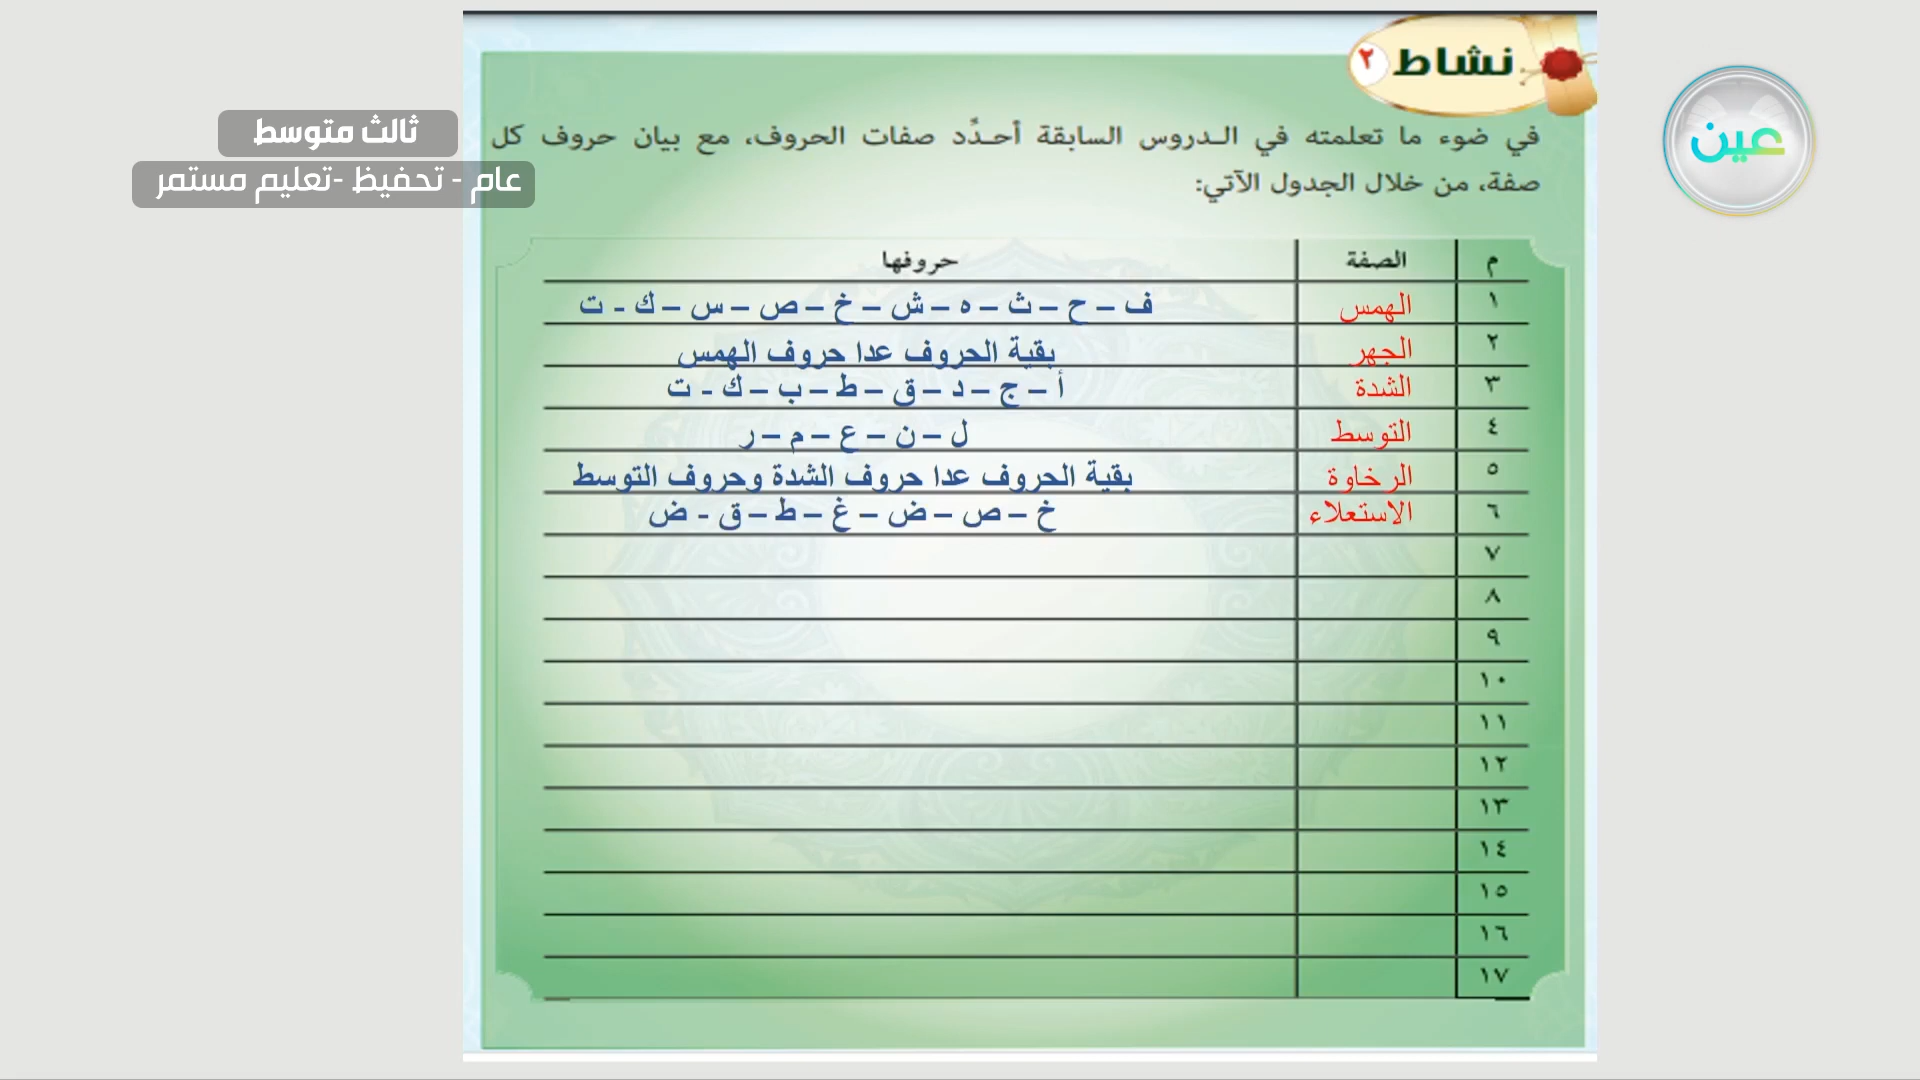 نشاط ٢
عين
ثالث متوسط
عام - تحفيظ -تعليم مستمر
في ضوء ما تعلمته في الـدروس السابقة أحـدِّد صفات الحروف، مع بيان حروف كل
صفة، من خلال الجدول الآتي:
م الصفة حروفها
١ الهمس ف – ح – ث – ه – ش – خ – ص – س – ك - ت
٢ الجهر بقية الحروف عدا حروف الهمس
٣ الشدة أ – ج – د – ق – ط – ب – ك - ت
٤ التوسط ل – ن – ع – م – ر
٥ الرخاوة بقية الحروف عدا حروف الشدة وحروف التوسط
٦ الاستعلاء خ – ص – ض – غ – ط – ق - ض
٧
٨
٩
١٠
١١
١٢
١٣
١٤
١٥
١٦
١٧